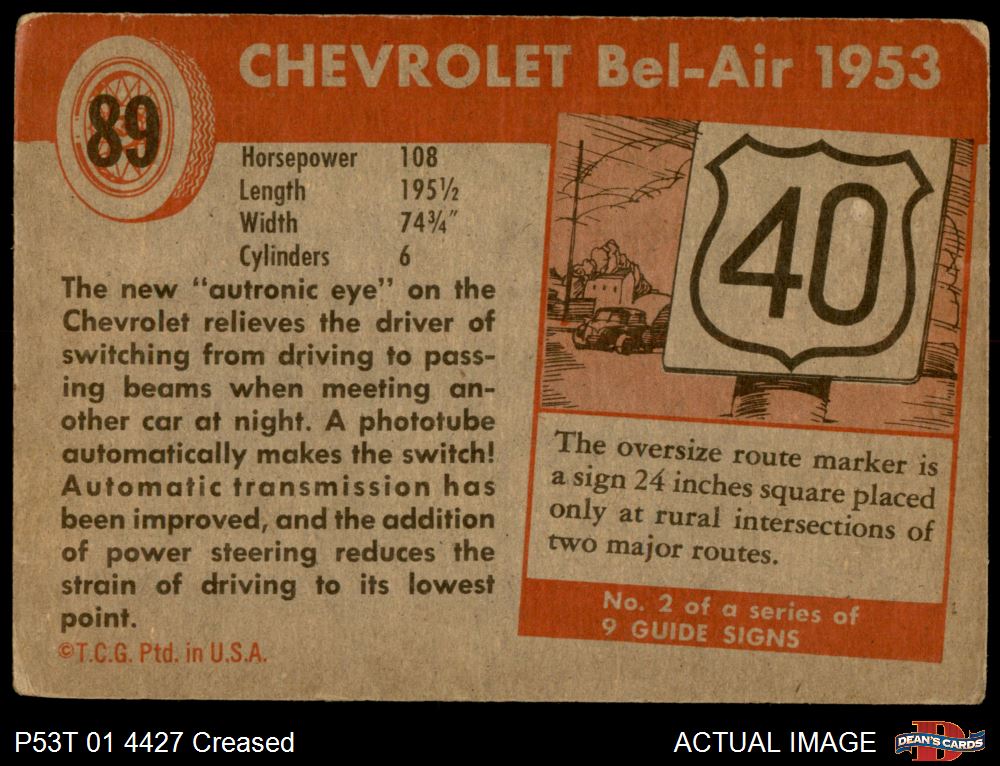 89
CHEVROLET Bel-Air 1953
Horsepower 108
Length 195½
Width 74¾"
Cylinders 6
The new "autronic eye" on the
Chevrolet relieves the driver of
switching from driving to pass-
ing beams when meeting an-
other car at night. A phototube
automatically makes the switch!
Automatic transmission has
been improved, and the addition
of power steering reduces the
strain of driving to its lowest
point.
©T.C.G. Ptd. in U.S.A.
40
The oversize route marker is
a sign 24 inches square placed
only at rural intersections of
two major routes.
No. 2 of a series of
9 GUIDE SIGNS
P53T 01 4427 Creased
ACTUAL IMAGE
DEAN'S CARDS